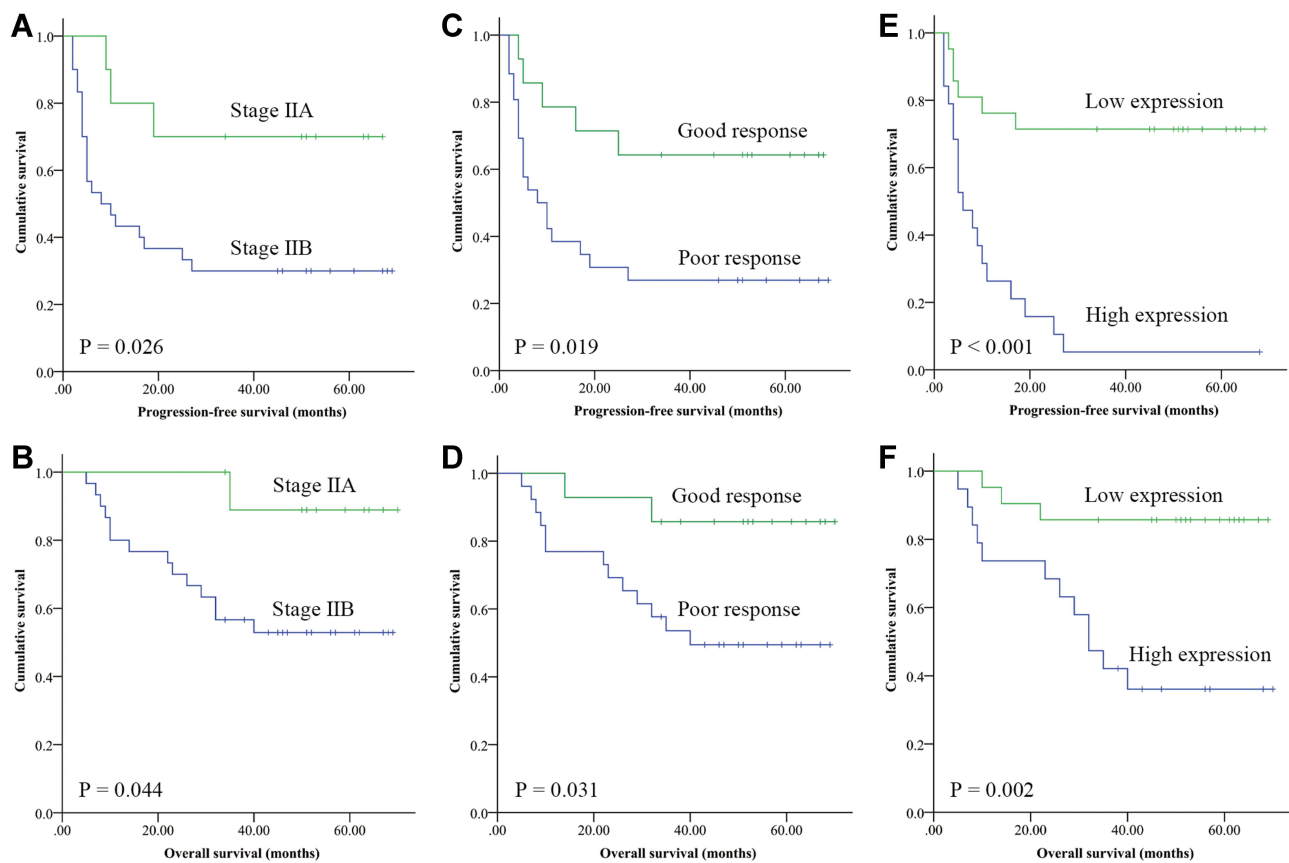 A
Cumulative survival
1.0
0.8
0.6
0.4
0.2
0.0
Stage IIA
Stage IIB
P = 0.026
.00 20.00 40.00 60.00
Progression-free survival (months)
C
Cumulative survival
1.0
0.8
0.6
0.4
0.2
0.0
Good response
Poor response
P = 0.019
.00 20.00 40.00 60.00
Progression-free survival (months)
E
Cumulative survival
1.0
0.8
0.6
0.4
0.2
0.0
Low expression
High expression
P < 0.001
.00 20.00 40.00 60.00
Progression-free survival (months)
B
Cumulative survival
1.0
0.8
0.6
0.4
0.2
0.0
Stage IIA
Stage IIB
P = 0.044
.00 20.00 40.00 60.00
Overall survival (months)
D
Cumulative survival
1.0
0.8
0.6
0.4
0.2
0.0
Good response
Poor response
P = 0.031
.00 20.00 40.00 60.00
Overall survival (months)
F
Cumulative survival
1.0
0.8
0.6
0.4
0.2
0.0
Low expression
High expression
P = 0.002
.00 20.00 40.00 60.00
Overall survival (months)